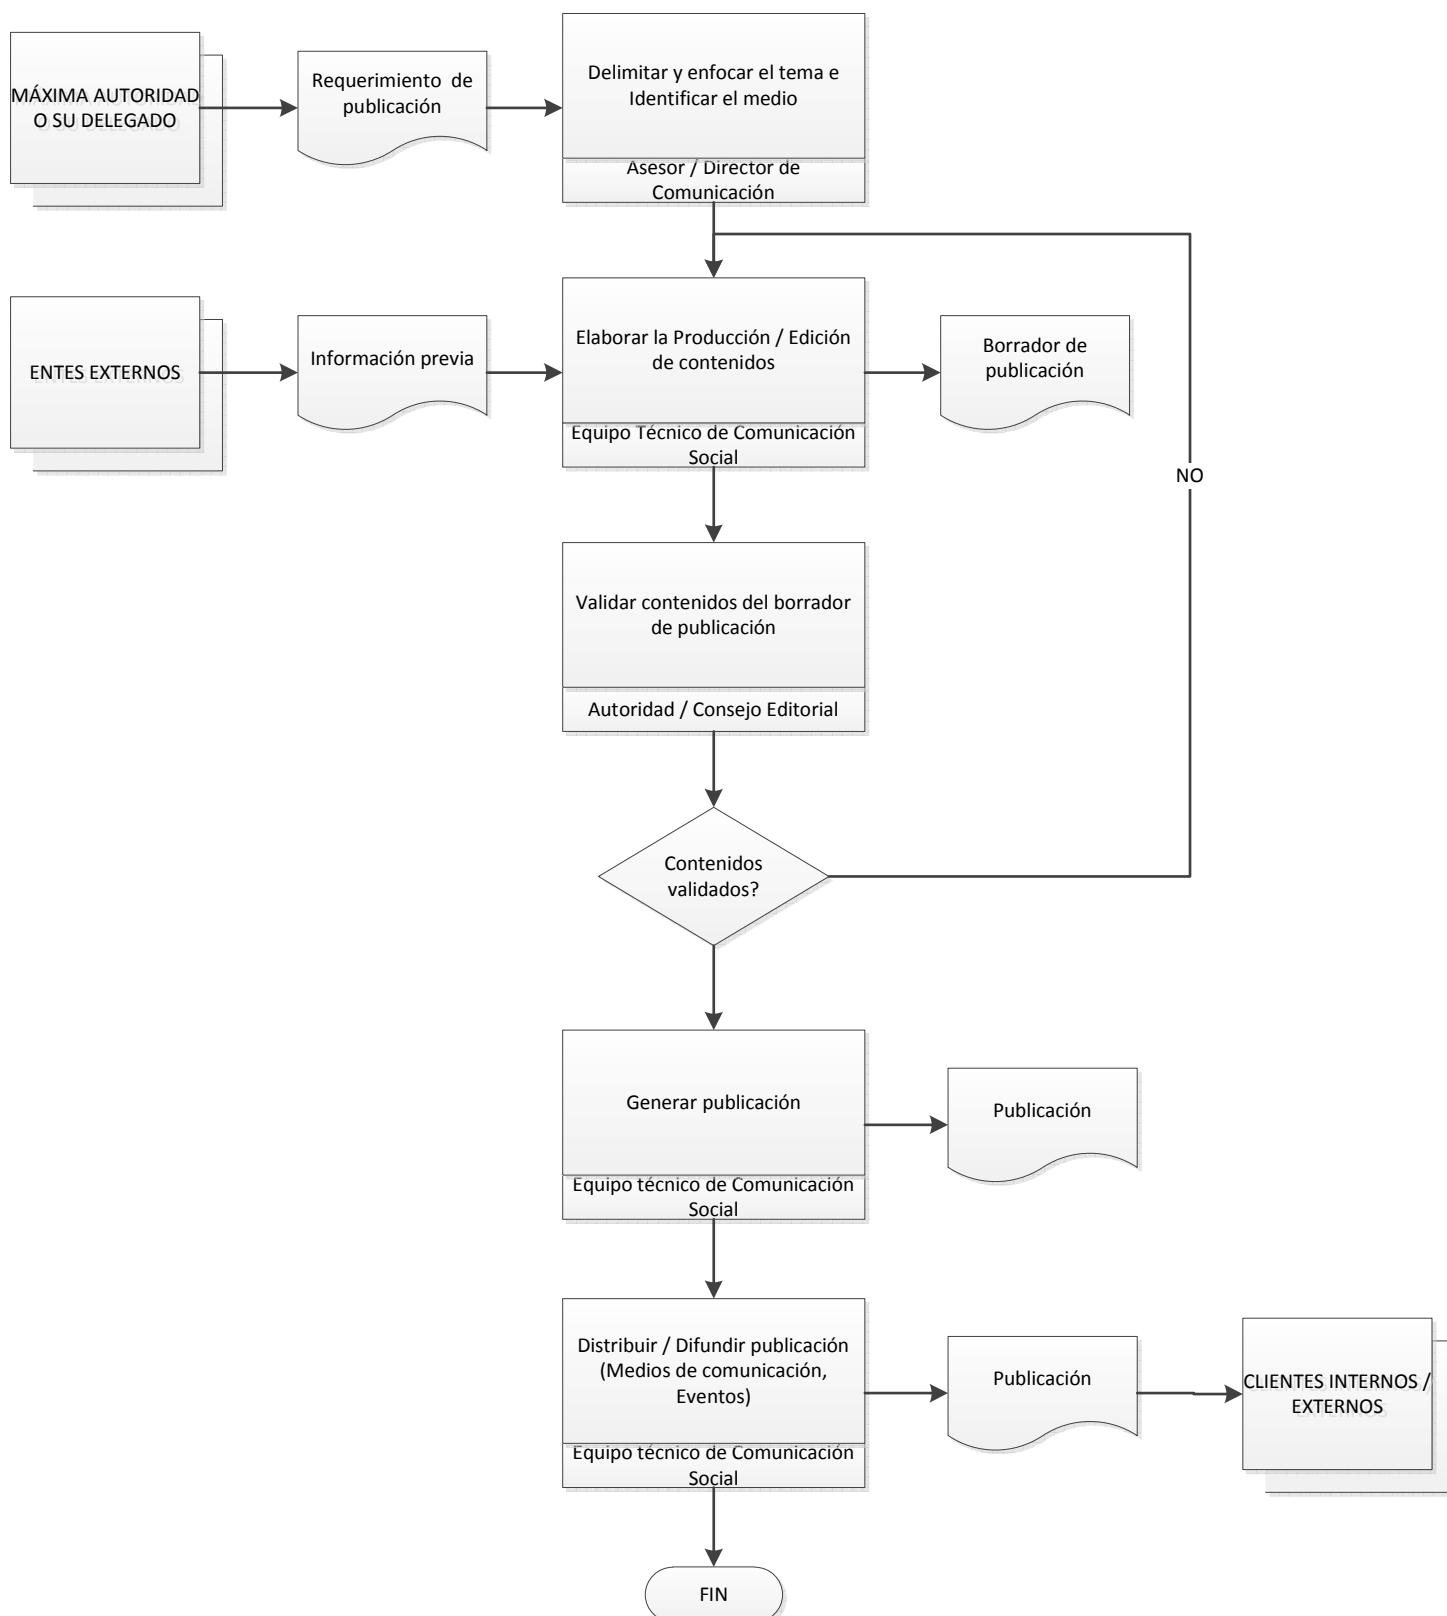 MÁXIMA AUTORIDAD
O SU DELEGADO
Requerimiento de
publicación
Delimitar y enfocar el tema e
Identificar el medio
Asesor / Director de
Comunicación
ENTES EXTERNOS
Información previa
Elaborar la Producción / Edición
de contenidos
Equipo Técnico de Comunicación
Social
Borrador de
publicación
NO
Validar contenidos del borrador
de publicación
Autoridad / Consejo Editorial
Contenidos
validados?
Generar publicación
Equipo técnico de Comunicación
Social
Publicación
Distribuir / Difundir publicación
(Medios de comunicación,
Eventos)
Equipo técnico de Comunicación
Social
Publicación
CLIENTES INTERNOS /
EXTERNOS
FIN